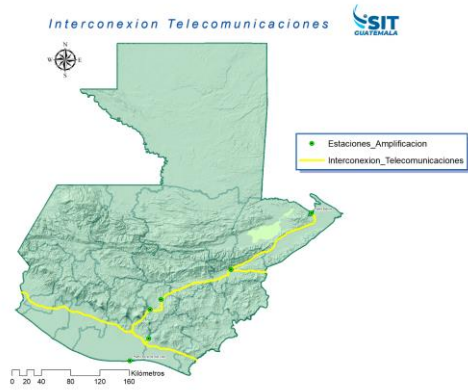 Interconexion Telecomunicaciones
SIT
GUATEMALA
N
W
E
S
Estaciones_Amplificacion
Interconexion_Telecomunicaciones
Kilómetros
0 20 40 80 120 160